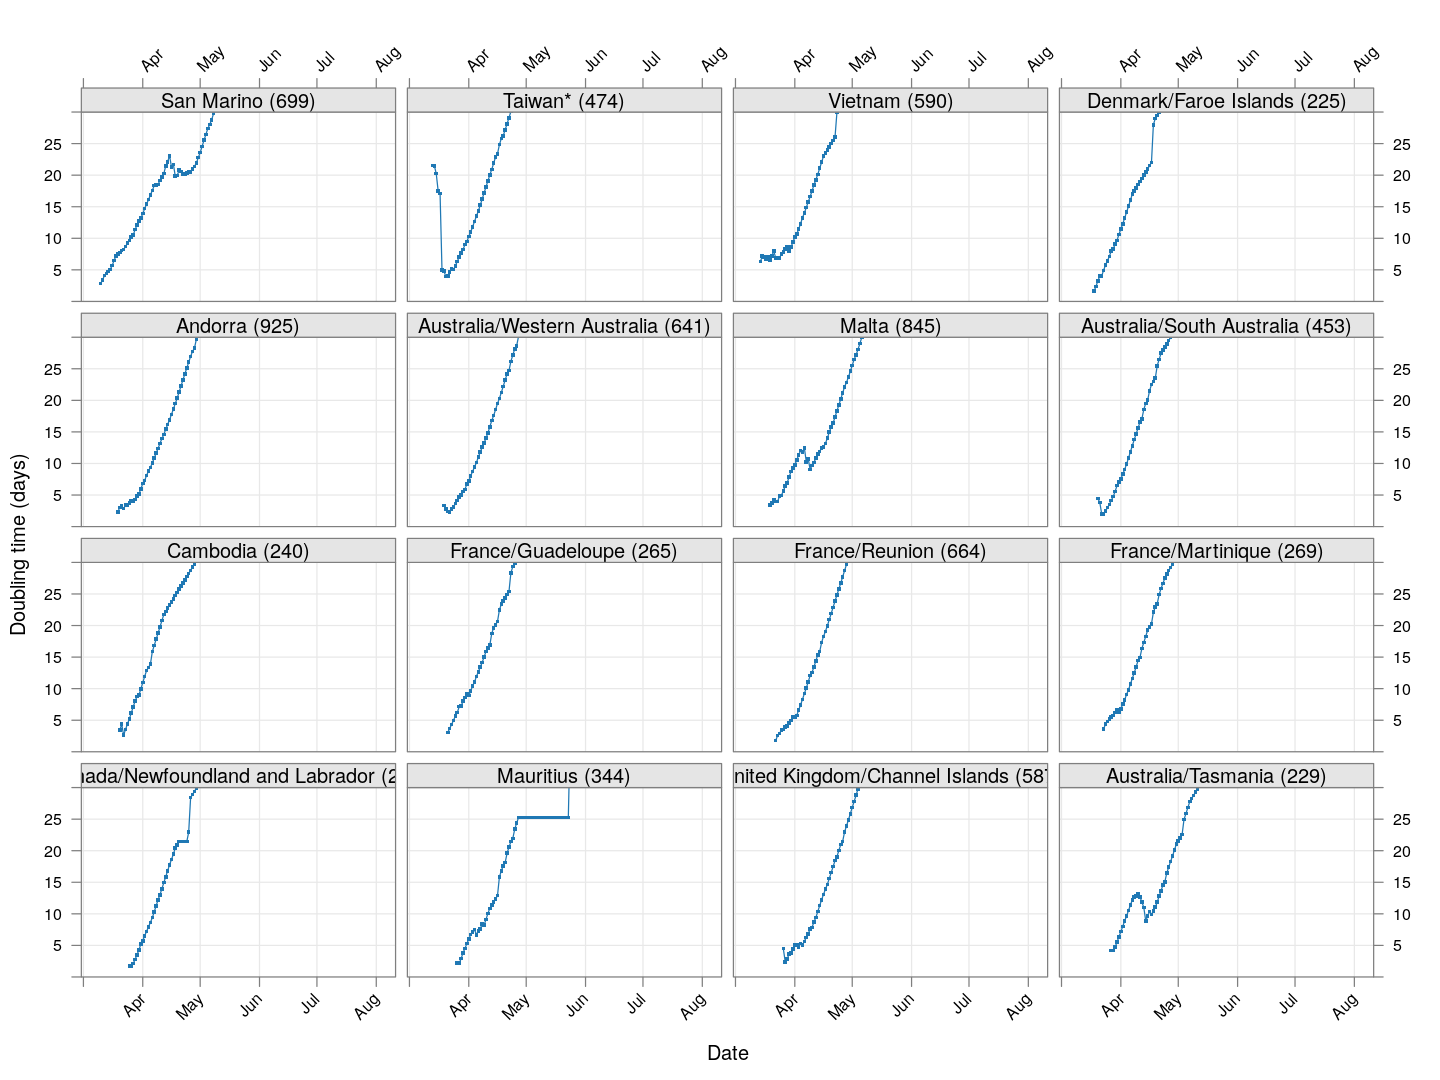 Apr May Jun Jul Aug Apr May Jun Jul Aug Apr May Jun Jul Aug Apr May Jun Jul Aug
San Marino (699) Taiwan* (474) Vietnam (590) Denmark/Faroe Islands (225)
25 25
20 20
15 15
10 10
5 5
Andorra (925) Australia/Western Australia (641) Malta (845) Australia/South Australia (453)
25 25
20 20
15 15
10 10
5 5
Doubling time (days)
Cambodia (240) France/Guadeloupe (265) France/Reunion (664) France/Martinique (269)
25 25
20 20
15 15
10 10
5 5
nada/Newfoundland and Labrador (2 Mauritius (344) nited Kingdom/Channel Islands (587 Australia/Tasmania (229)
25 25
20 20
15 15
10 10
5 5
Apr May Jun Jul Aug Apr May Jun Jul Aug Apr May Jun Jul Aug Apr May Jun Jul Aug
Date